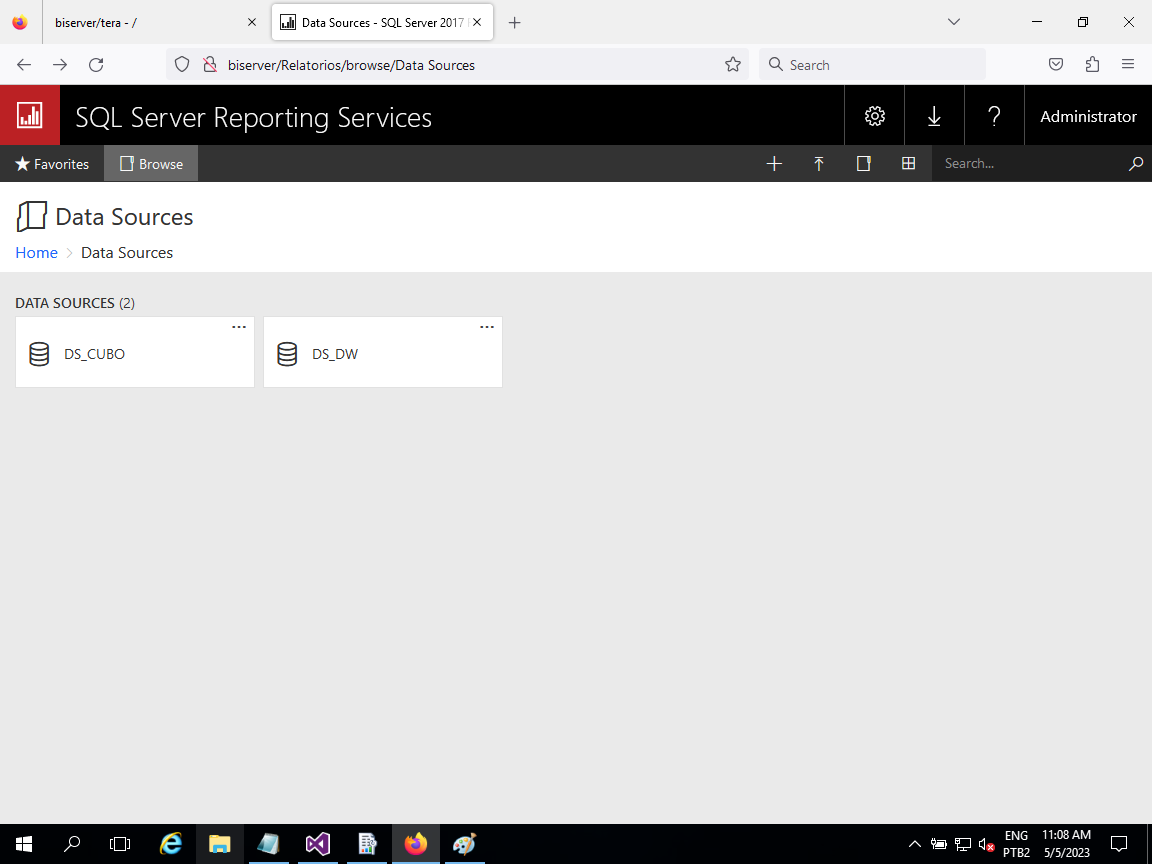 biserver/tera - /
Data Sources - SQL Server 2017
biserver/Relatorios/browse/Data Sources
Search
SQL Server Reporting Services
?
Administrator
Favorites
Browse
Search...
Data Sources
Home
Data Sources
DATA SOURCES (2)
DS_CUBO
DS_DW
ENG
PTB2
11:08 AM
5/5/2023